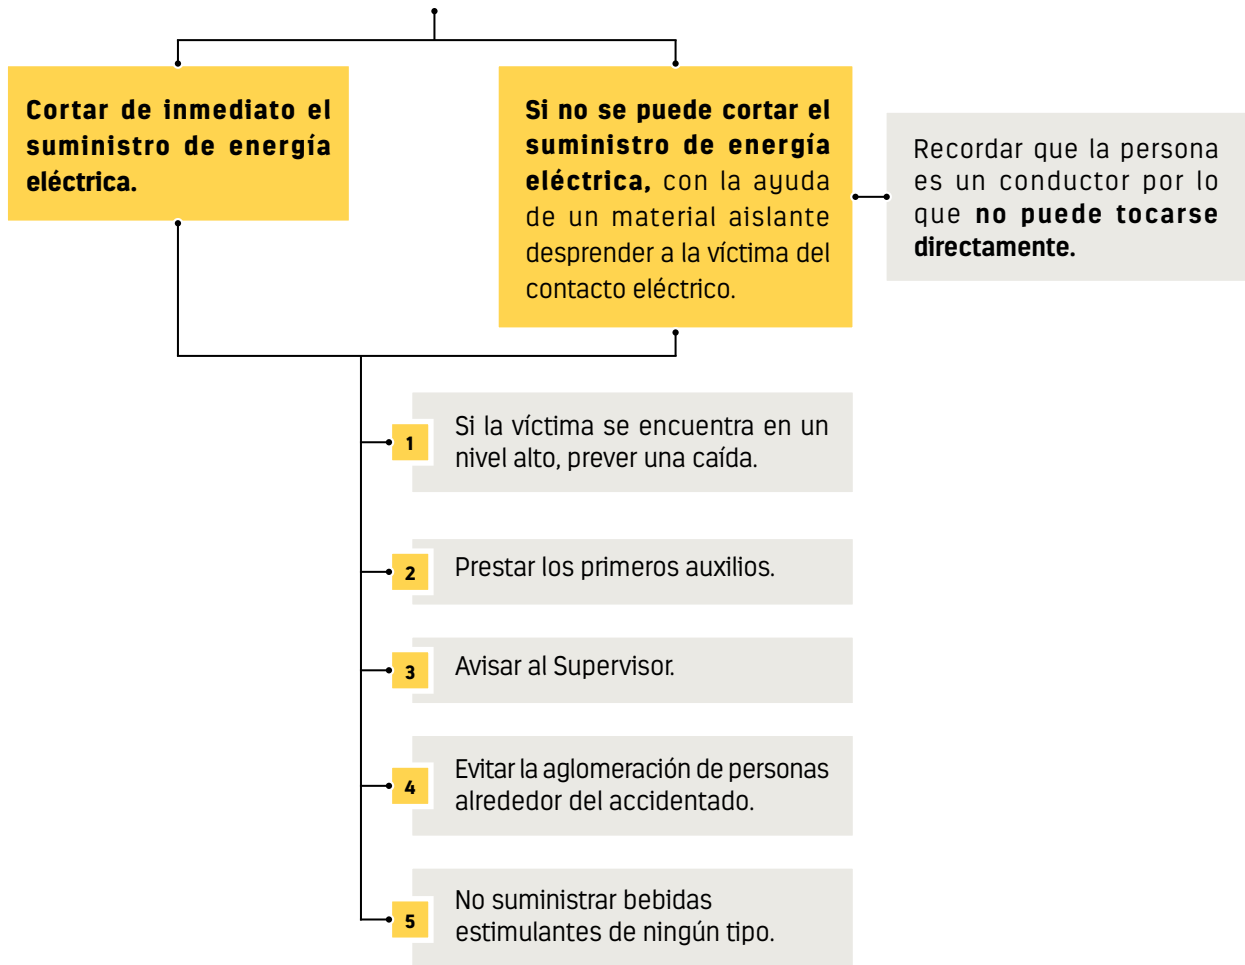 Cortar de inmediato el
suministro de energía
eléctrica.
Si no se puede cortar el
suministro de energía
eléctrica, con la ayuda
de un material aislante
desprender a la víctima del
contacto eléctrico.
Recordar que la persona
es un conductor por lo
que no puede tocarse
directamente.
1
Si la víctima se encuentra en un
nivel alto, prever una caída.
2
Prestar los primeros auxilios.
3
Avisar al Supervisor.
4
Evitar la aglomeración de personas
alrededor del accidentado.
5
No suministrar bebidas
estimulantes de ningún tipo.